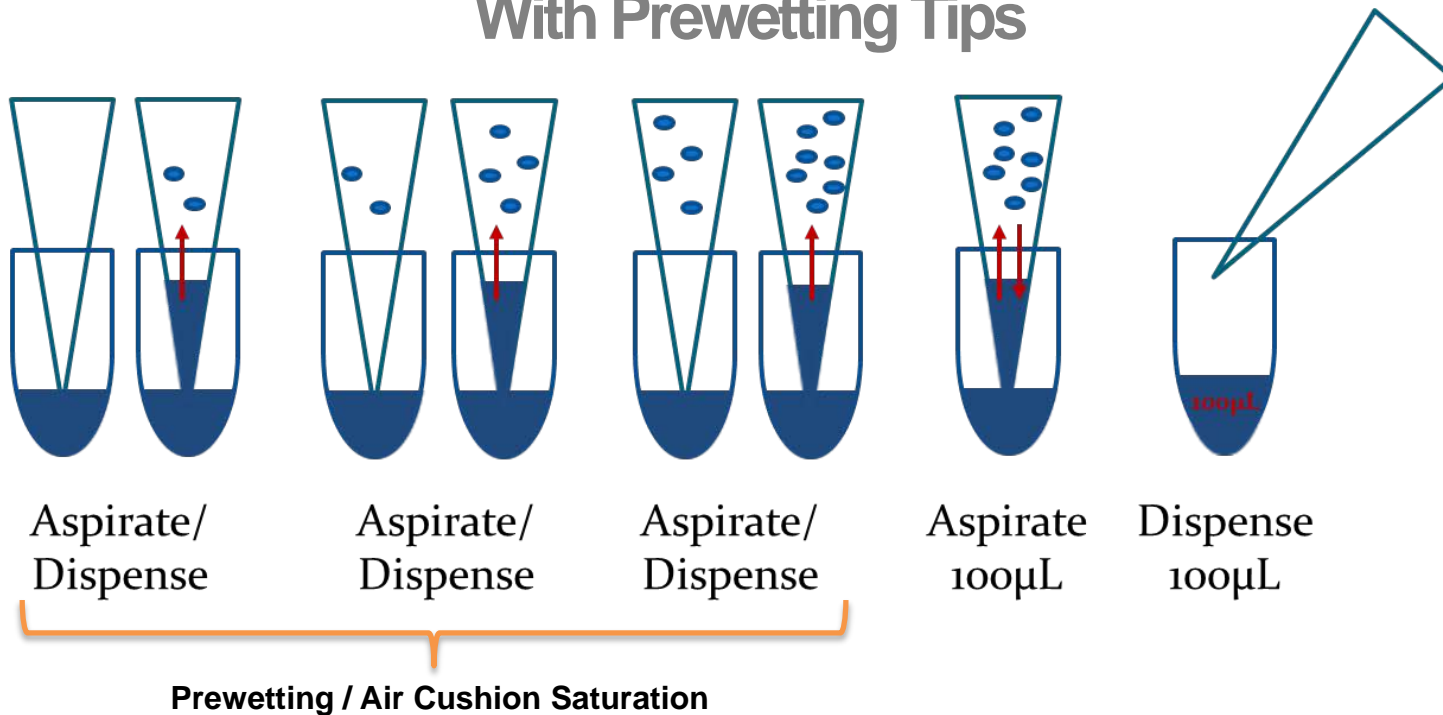 With Prewetting Tips
100µL
Aspirate/
Dispense
Aspirate/
Dispense
Aspirate/
Dispense
Aspirate
100µL
Dispense
100µL
Prewetting / Air Cushion Saturation